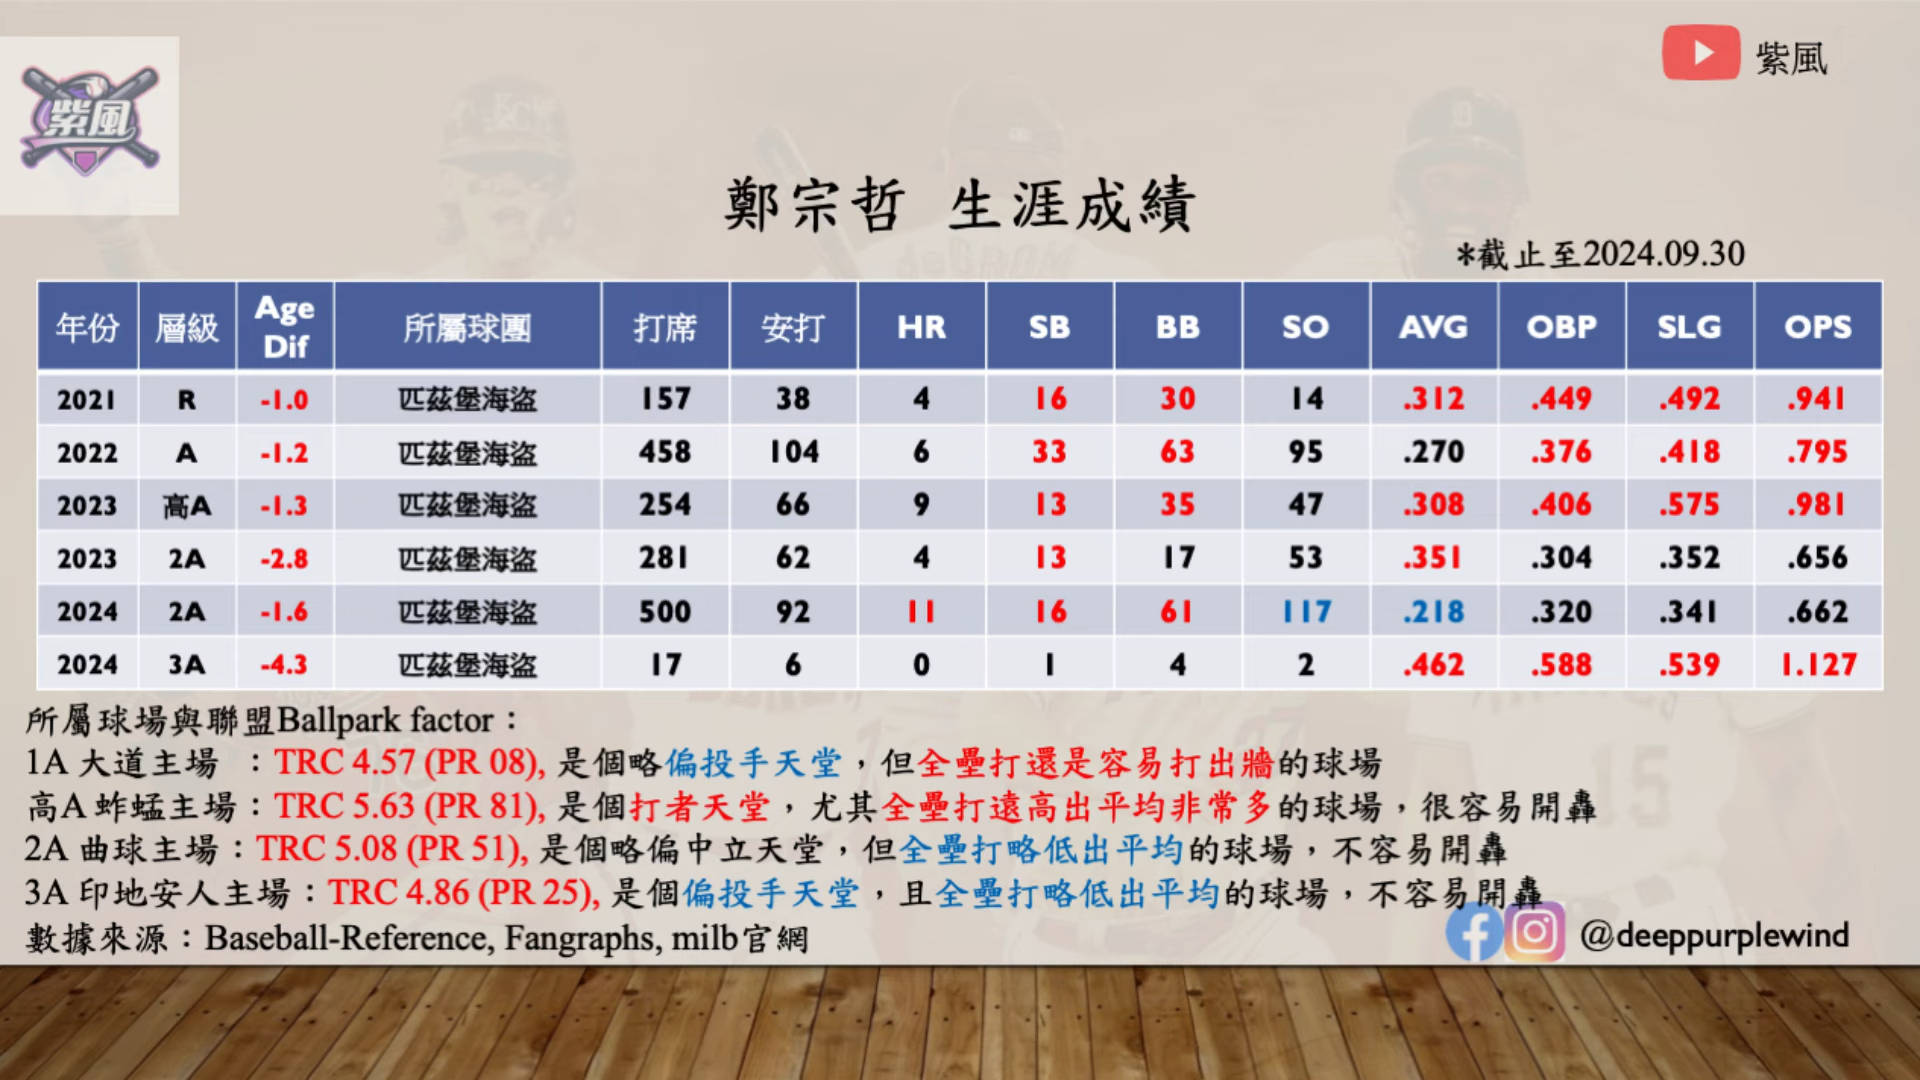 紫風
紫風
鄭宗哲 生涯成績
*截止至2024.09.30
年份 層級 Age Dif 所屬球團 打席 安打 HR SB BB SO AVG OBP SLG OPS
2021 R -1.0 匹茲堡海盜 157 38 4 16 30 14 .312 .449 .492 .941
2022 A -1.2 匹茲堡海盜 458 104 6 33 63 95 .270 .376 .418 .795
2023 高A -1.3 匹茲堡海盜 254 66 9 13 35 47 .308 .406 .575 .981
2023 2A -2.8 匹茲堡海盜 281 62 4 13 17 53 .351 .304 .352 .656
2024 2A -1.6 匹茲堡海盜 500 92 11 16 61 117 .218 .320 .341 .662
2024 3A -4.3 匹茲堡海盜 17 6 0 1 4 2 .462 .588 .539 1.127
所屬球場與聯盟Ballpark factor：
1A 大道主場 ：TRC 4.57 (PR 08), 是個略偏投手天堂，但全壘打還是容易打出牆的球場
高A 蚱蜢主場：TRC 5.63 (PR 81), 是個打者天堂，尤其全壘打遠高出平均非常多的球場，很容易開轟
2A 曲球主場：TRC 5.08 (PR 51), 是個略偏中立天堂，但全壘打略低出平均的球場，不容易開轟
3A 印地安人主場：TRC 4.86 (PR 25), 是個偏投手天堂，且全壘打略低出平均的球場，不容易開轟
數據來源：Baseball-Reference, Fangraphs, milb官網
@deeppurplewind